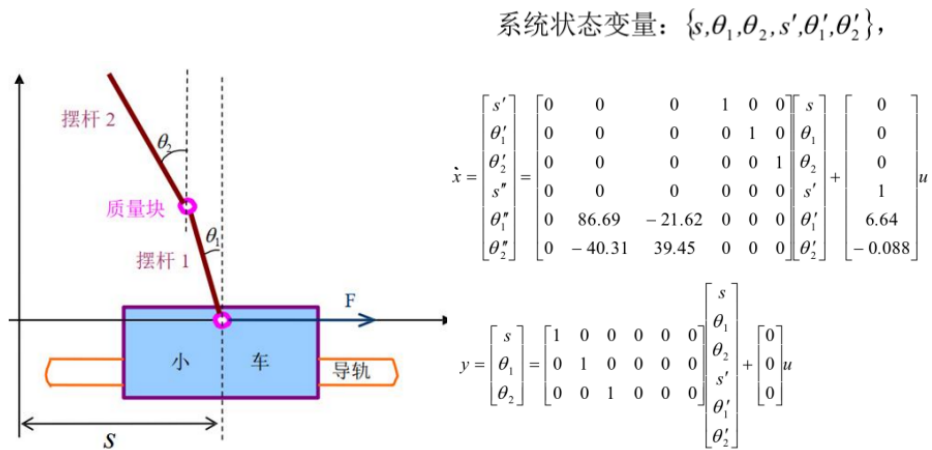 系统状态变量：{s,θ₁,θ₂,s′,θ₁′,θ₂′}，
摆杆 2
θ₂
质量块
θ₁
摆杆 1
F
小 车
导轨
S
ẋ = [s′ θ₁′ θ₂′ s″ θ₁″ θ₂″] = [0 0 0 1 0 0
0 0 0 0 1 0
0 0 0 0 0 1
0 0 0 0 0 0
0 86.69 −21.62 0 0 0
0 −40.31 39.45 0 0 0] [s θ₁ θ₂ s′ θ₁′ θ₂′] + [0 0 0 1 6.64 −0.088] u
y = [s θ₁ θ₂] = [1 0 0 0 0 0
0 1 0 0 0 0
0 0 1 0 0 0] [s θ₁ θ₂ s′ θ₁′ θ₂′] + [0 0 0] u